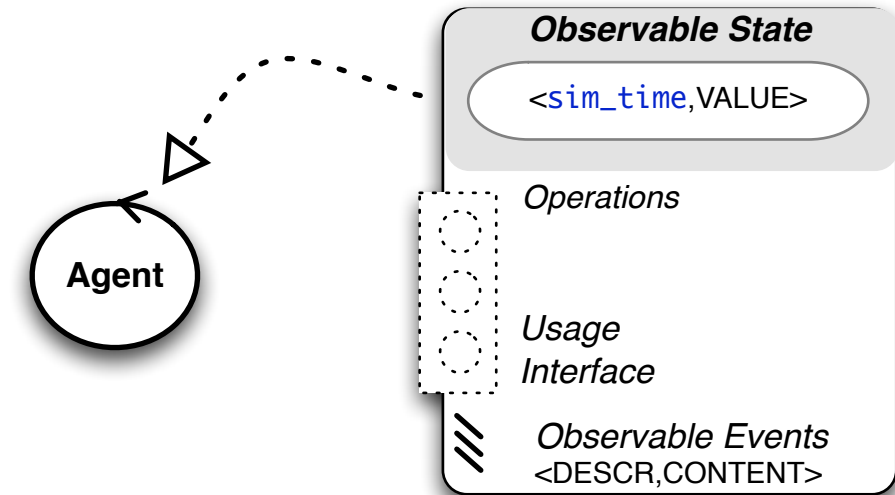 Observable State
<sim_time,VALUE>
Operations
Agent
Usage
Interface
Observable Events
<DESCR,CONTENT>